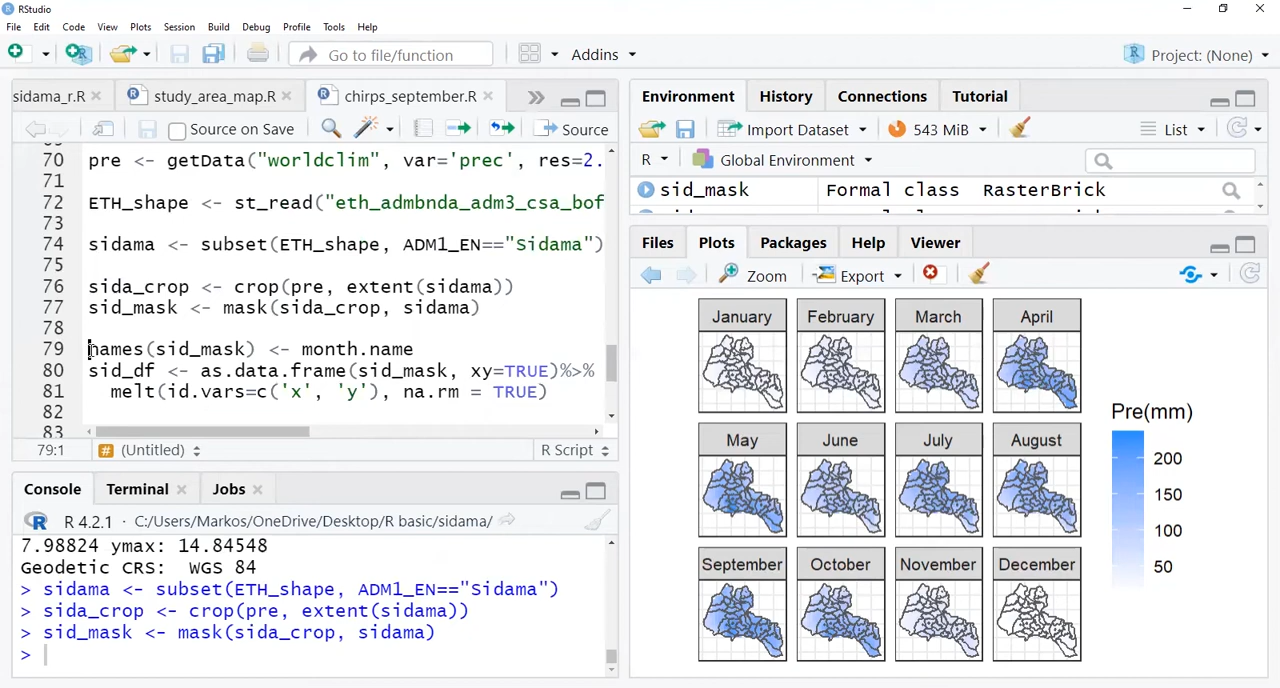 RStudio
File Edit Code View Plots Session Build Debug Profile Tools Help
Go to file/function Addins Project: (None)
sidama_r.R study_area_map.R chirps_september.R
Source on Save Source
70 pre <- getData("worldclim", var='prec', res=2.
71
72 ETH_shape <- st_read("eth_admbnda_adm3_csa_bof
73
74 sidama <- subset(ETH_shape, ADM1_EN=="Sidama")
75
76 sida_crop <- crop(pre, extent(sidama))
77 sid_mask <- mask(sida_crop, sidama)
78
79 names(sid_mask) <- month.name
80 sid_df <- as.data.frame(sid_mask, xy=TRUE)%>%
81 melt(id.vars=c('x', 'y'), na.rm = TRUE)
82
83
79:1 # (Untitled) R Script
Console Terminal Jobs
R 4.2.1 · C:/Users/Markos/OneDrive/Desktop/R basic/sidama/
7.98824 ymax: 14.84548
Geodetic CRS:  WGS 84
> sidama <- subset(ETH_shape, ADM1_EN=="Sidama")
> sida_crop <- crop(pre, extent(sidama))
> sid_mask <- mask(sida_crop, sidama)
>
Environment History Connections Tutorial
Import Dataset 543 MiB List
R Global Environment
sid_mask Formal class RasterBrick
Files Plots Packages Help Viewer
Zoom Export
January February March April
May June July August
September October November December
Pre(mm)
200
150
100
50